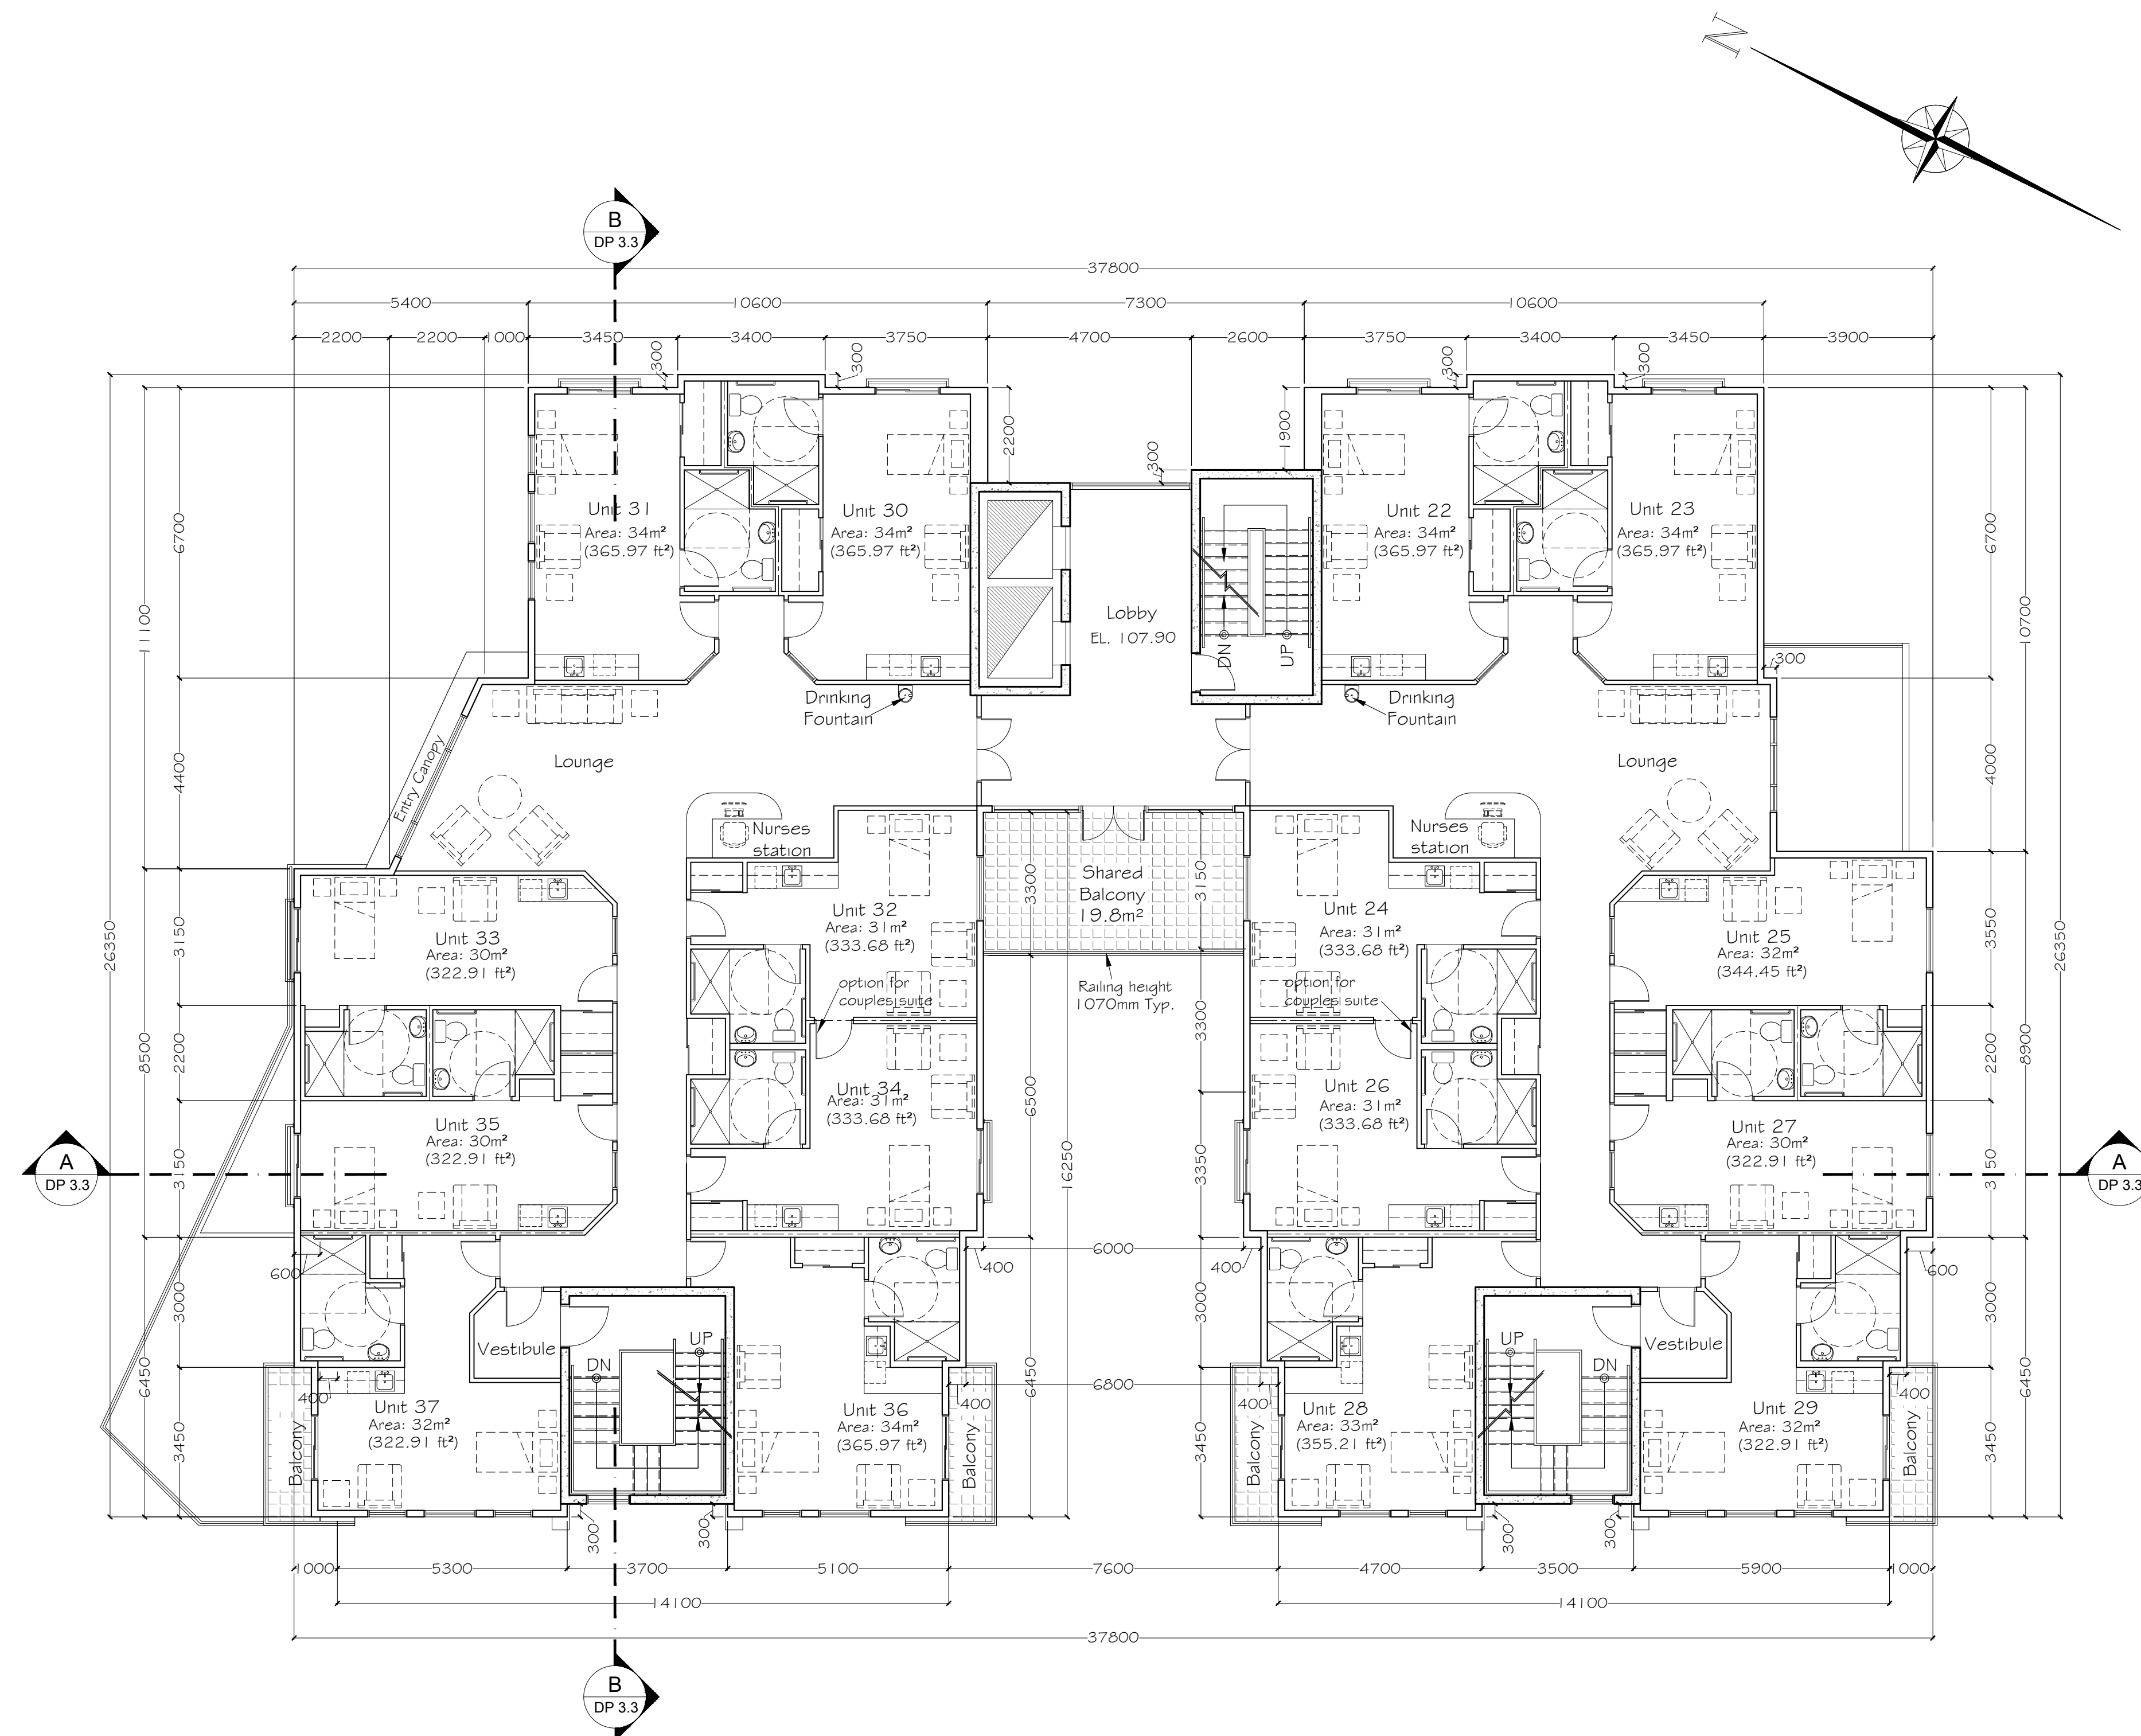 N
B
DP 3.3
37800
5400
10600
7300
10600
2200
2200
1000
3450
3400
3750
4700
2600
3750
3400
3450
3900
300
300
300
300
2200
300
1900
26350
11100
6700
4400
8500
3150
2200
3150
6450
3000
3450
6700
10700
4000
26350
3550
8900
2200
3150
3000
6450
3450
Unit 31
Area: 34m²
(365.97 ft²)
Unit 30
Area: 34m²
(365.97 ft²)
Unit 22
Area: 34m²
(365.97 ft²)
Unit 23
Area: 34m²
(365.97 ft²)
Lobby
EL. 107.90
DN
UP
300
Drinking
Fountain
Drinking
Fountain
Entry Canopy
Lounge
Lounge
Nurses
station
Nurses
station
Shared
Balcony
19.8m²
3300
3150
Unit 33
Area: 30m²
(322.91 ft²)
Unit 32
Area: 31m²
(333.68 ft²)
Unit 24
Area: 31m²
(333.68 ft²)
Unit 25
Area: 32m²
(344.45 ft²)
option for
couples suite
Railing height
1070mm Typ.
option for
couples suite
3300
6500
16250
3350
Unit 35
Area: 30m²
(322.91 ft²)
Unit 34
Area: 31m²
(333.68 ft²)
Unit 26
Area: 31m²
(333.68 ft²)
Unit 27
Area: 30m²
(322.91 ft²)
A
DP 3.3
A
DP 3.3
600
400
6000
400
600
3000
6450
3450
Vestibule
DN
UP
UP
DN
Vestibule
400
400
6800
400
400
Unit 37
Area: 32m²
(322.91 ft²)
Unit 36
Area: 34m²
(365.97 ft²)
Unit 28
Area: 33m²
(355.21 ft²)
Unit 29
Area: 32m²
(322.91 ft²)
Balcony
Balcony
Balcony
Balcony
300
300
300
300
1000
5300
3700
5100
7600
4700
3500
5900
1000
14100
14100
37800
B
DP 3.3